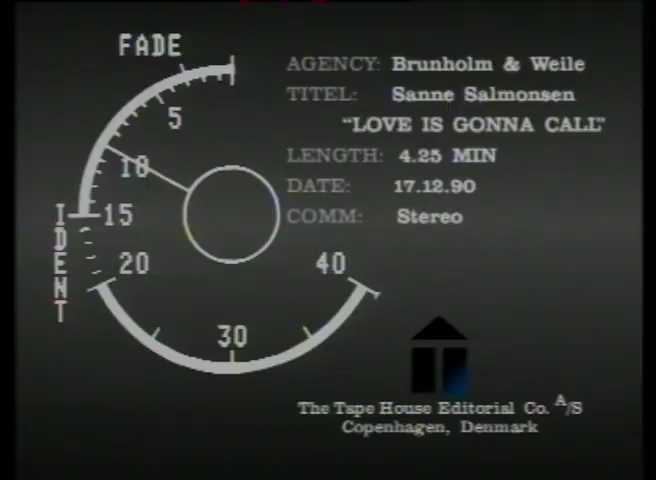 FADE
AGENCY: Brunholm & Weile
TITEL: Sanne Salmonsen
"LOVE IS GONNA CALL"
LENGTH: 4.25 MIN
DATE: 17.12.90
COMM: Stereo
5
10
15
20
30
40
IDENT
The Tape House Editorial Co. A/S
Copenhagen, Denmark